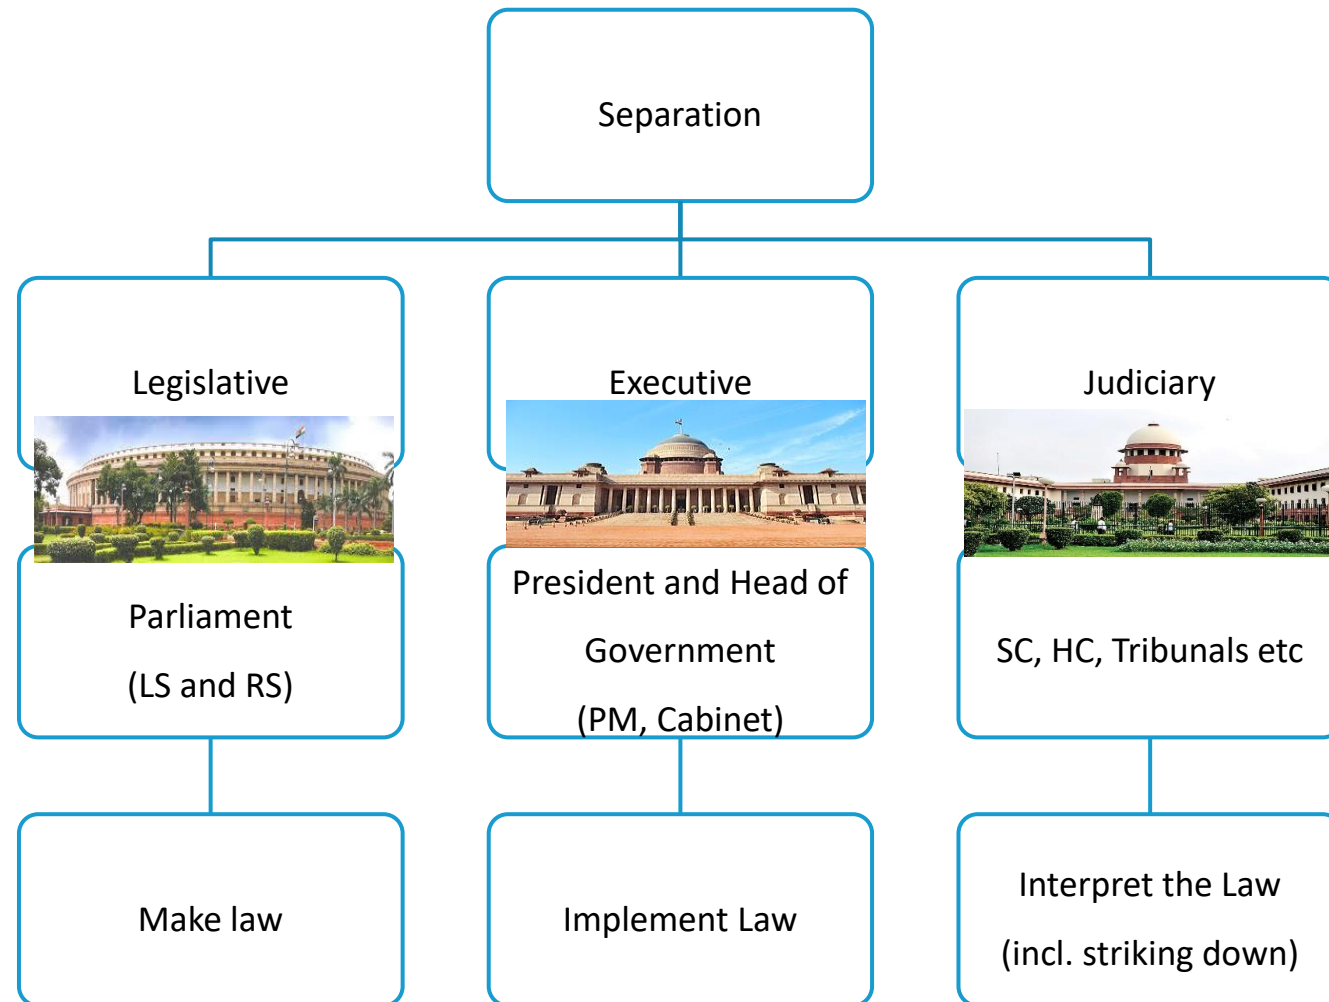 Separation
Legislative
Executive
Judiciary
Parliament
(LS and RS)
President and Head of
Government
(PM, Cabinet)
SC, HC, Tribunals etc
Make law
Implement Law
Interpret the Law
(incl. striking down)